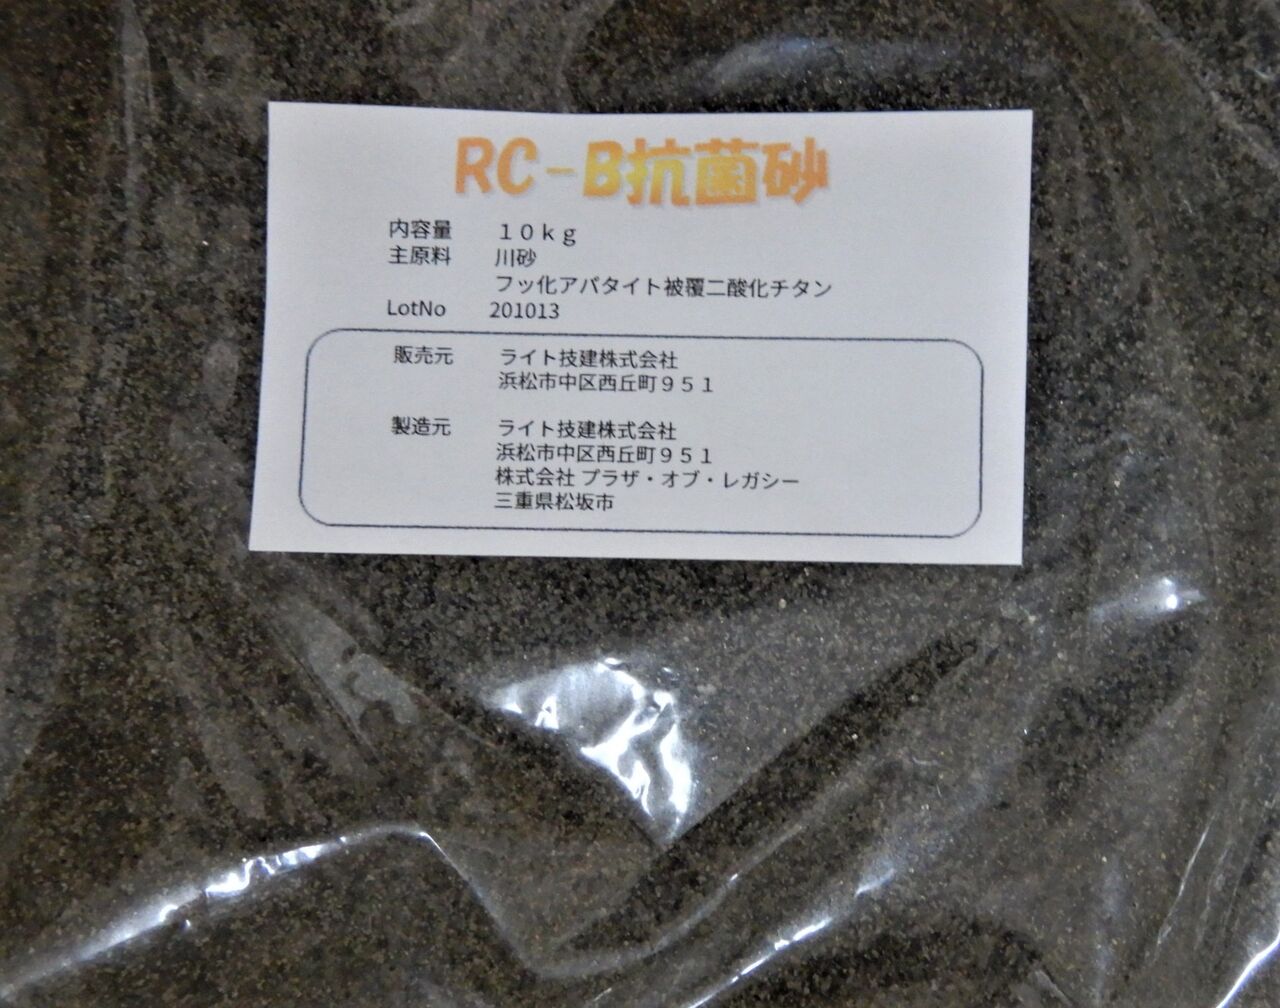 RC-B抗菌砂
内容量 １０ｋｇ
主原料 川砂
フッ化アパタイト被覆二酸化チタン
LotNo 201013
販売元 ライト技建株式会社
浜松市中区西丘町９５１
製造元 ライト技建株式会社
浜松市中区西丘町９５１
株式会社 プラザ・オブ・レガシー
三重県松坂市